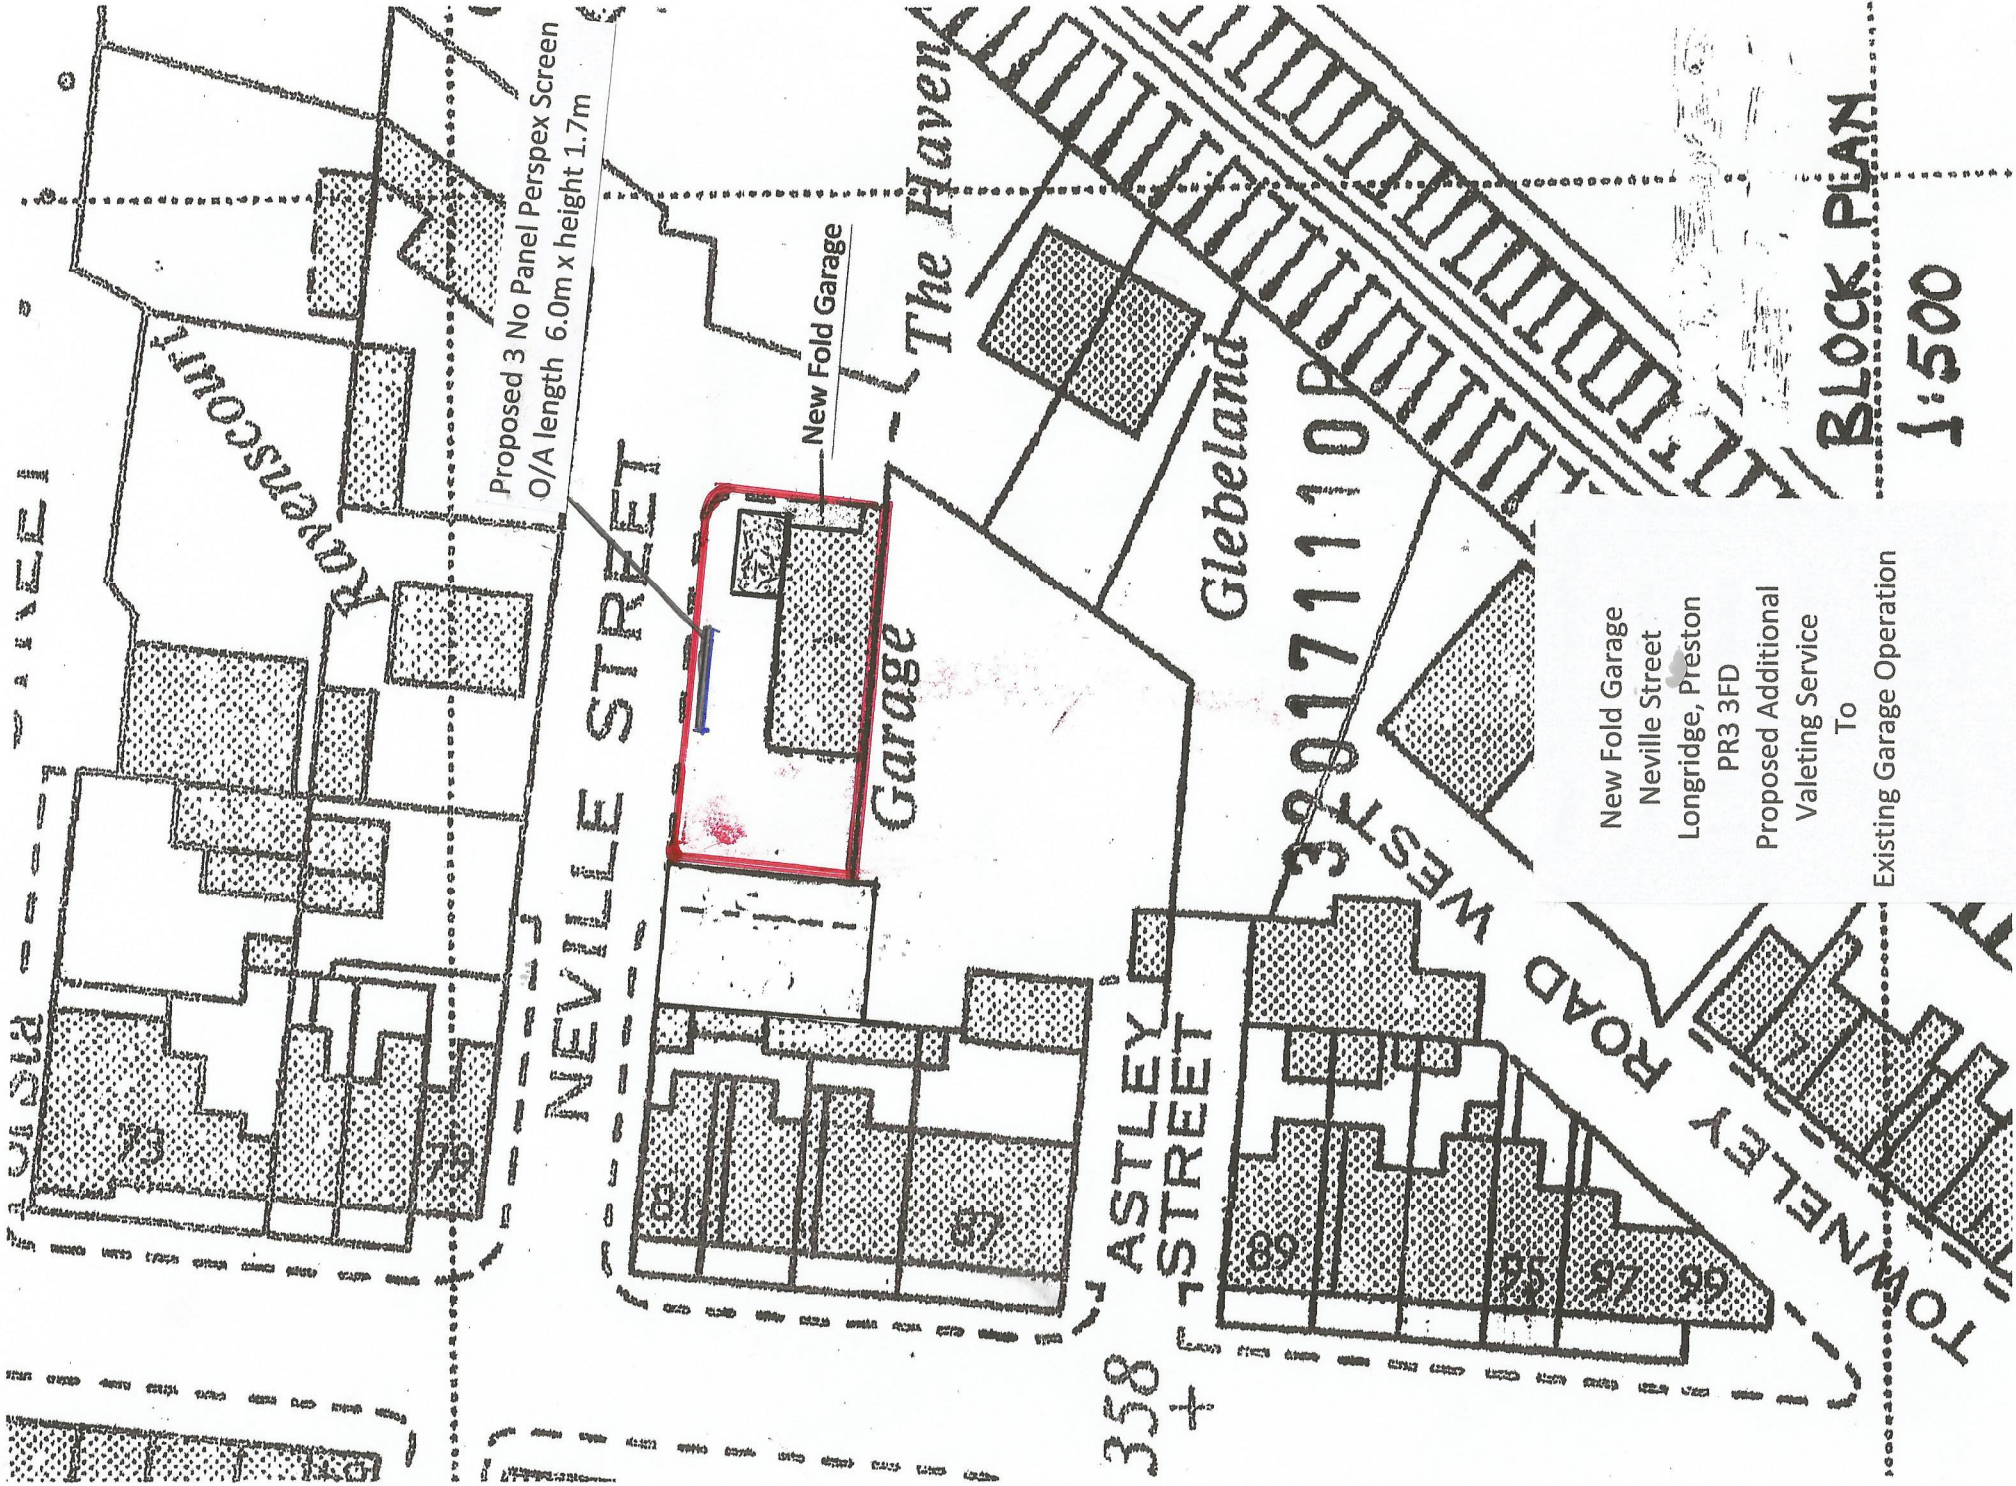 Proposed 3 No Panel Perspex Screen
O/A length 6.0m x height 1.7m
New Fold Garage
Ravenscourt
NEVILLE STREET
Garage
The Haven
Glebeland
ASTLEY
STREET
TOWNELEY ROAD WEST
358
79
87
89
95
97
99
BLOCK PLAN
1:500
New Fold Garage
Neville Street
Longridge, Preston
PR3 3FD
Proposed Additional
Valeting Service
To
Existing Garage Operation